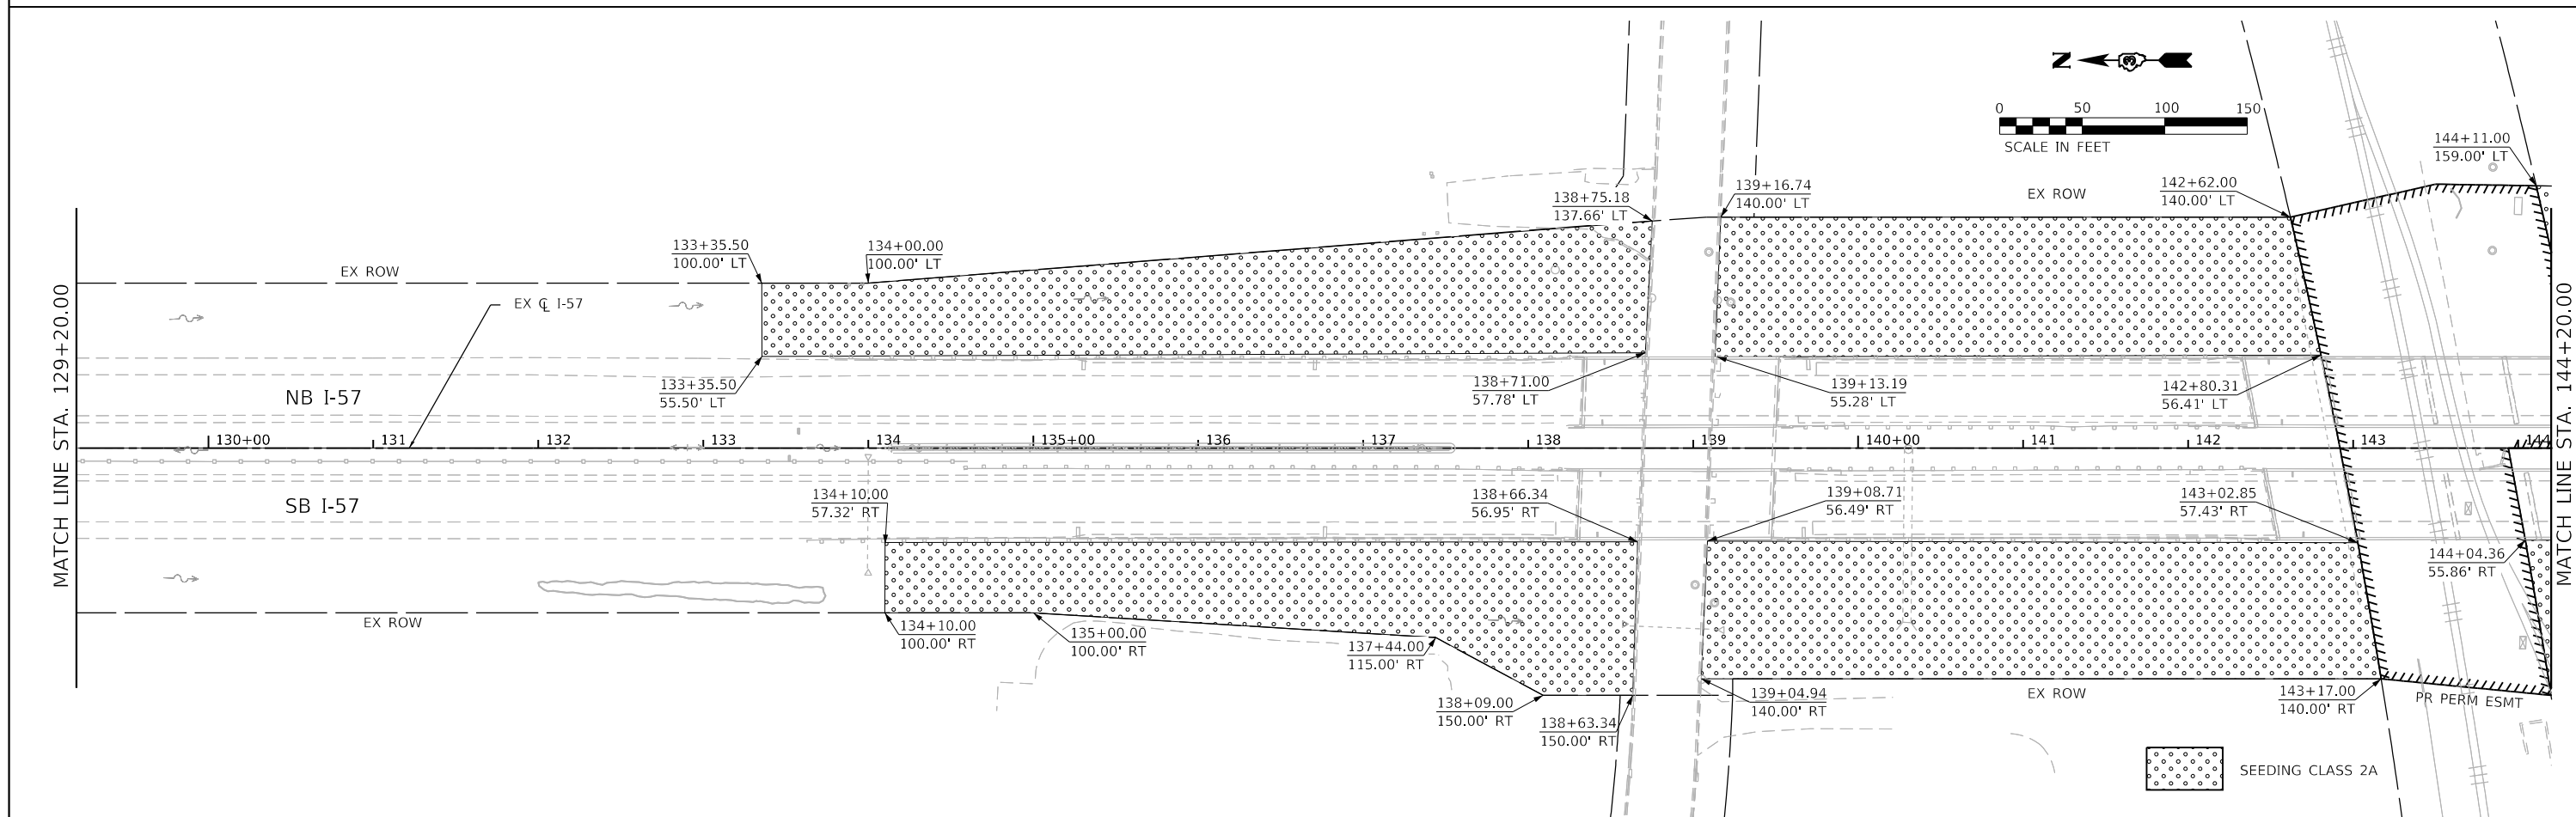 N
3
0 50 100 150
SCALE IN FEET
144+11.00
159.00' LT
138+75.18
137.66' LT
139+16.74
140.00' LT
EX ROW
142+62.00
140.00' LT
133+35.50
100.00' LT
134+00.00
100.00' LT
EX ROW
EX ℄ I-57
133+35.50
55.50' LT
138+71.00
57.78' LT
139+13.19
55.28' LT
142+80.31
56.41' LT
NB I-57
MATCH LINE STA. 129+20.00
MATCH LINE STA. 144+20.00
130+00 131 132 133 134 135+00 136 137 138 139 140+00 141 142 143 144
SB I-57
134+10.00
57.32' RT
138+66.34
56.95' RT
139+08.71
56.49' RT
143+02.85
57.43' RT
144+04.36
55.86' RT
EX ROW
134+10.00
100.00' RT
135+00.00
100.00' RT
137+44.00
115.00' RT
138+09.00
150.00' RT
138+63.34
150.00' RT
139+04.94
140.00' RT
EX ROW
143+17.00
140.00' RT
PR PERM ESMT
SEEDING CLASS 2A